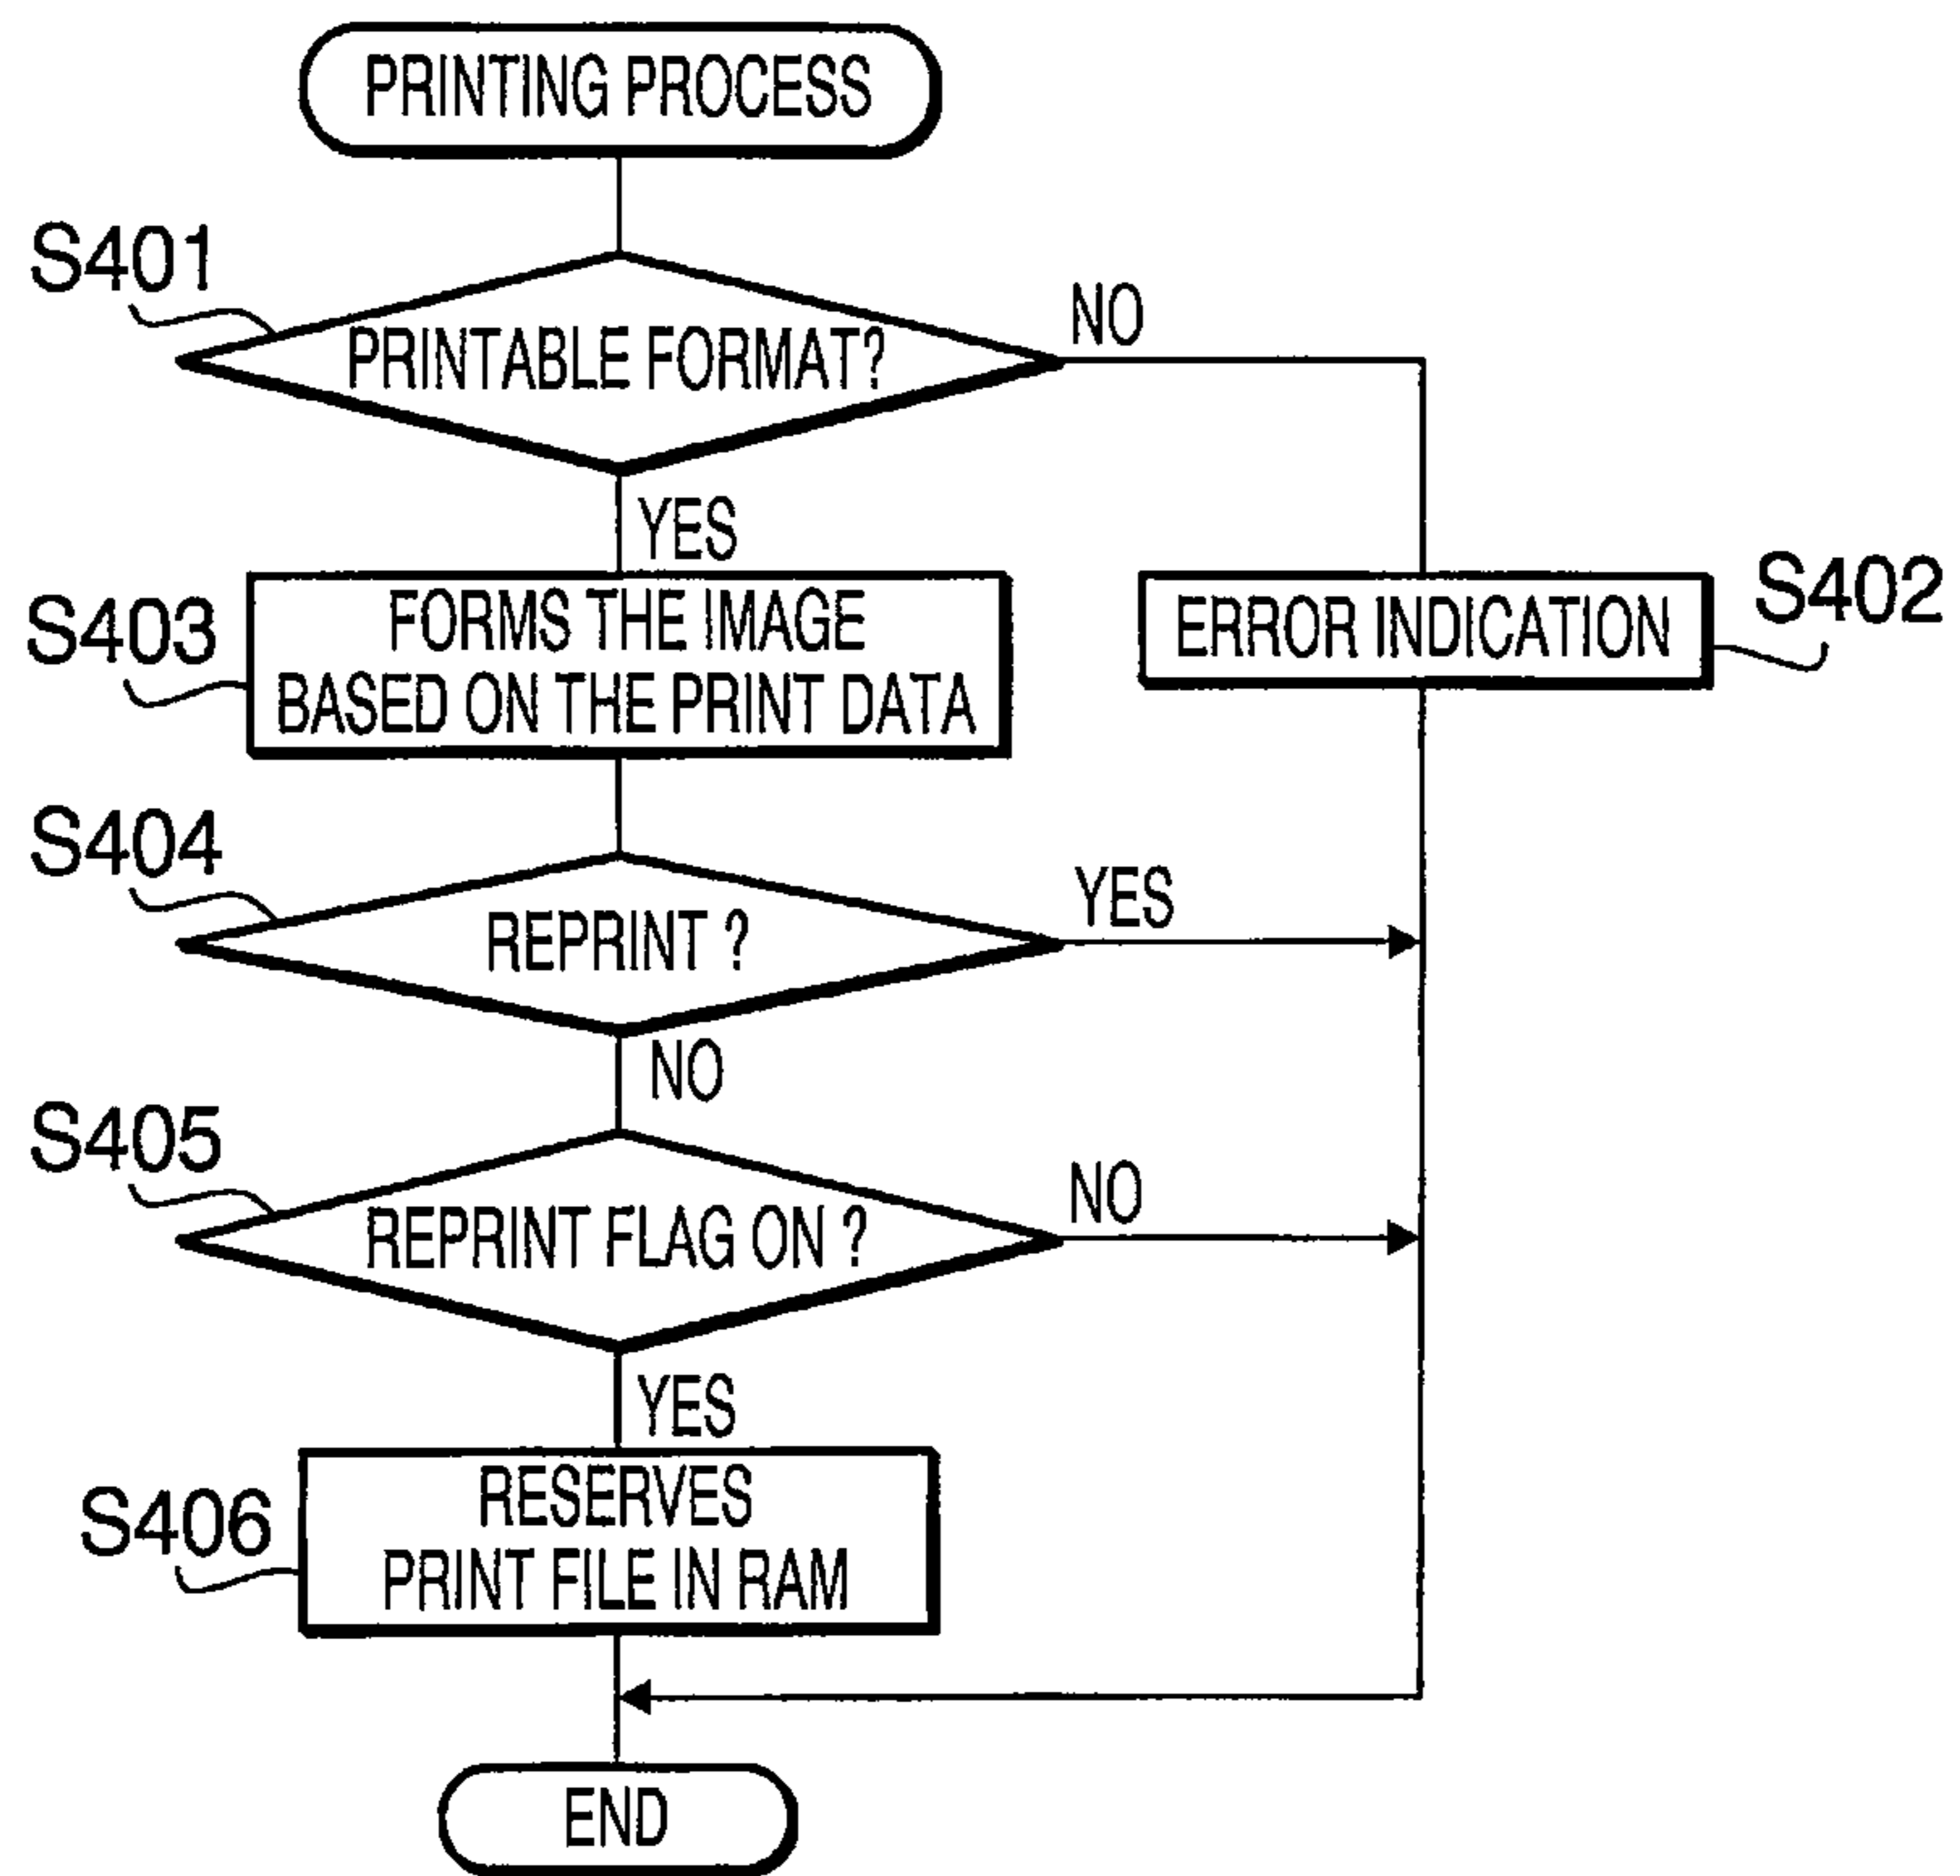 PRINTING PROCESS
S401
PRINTABLE FORMAT?
NO
YES
S403
FORMS THE IMAGE
BASED ON THE PRINT DATA
ERROR INDICATION
S402
S404
REPRINT ?
YES
NO
S405
REPRINT FLAG ON ?
NO
YES
S406
RESERVES
PRINT FILE IN RAM
END